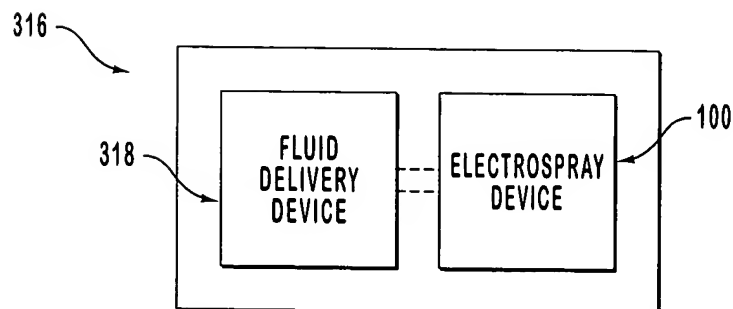 316
318
FLUID
DELIVERY
DEVICE
ELECTROSPRAY
DEVICE
100